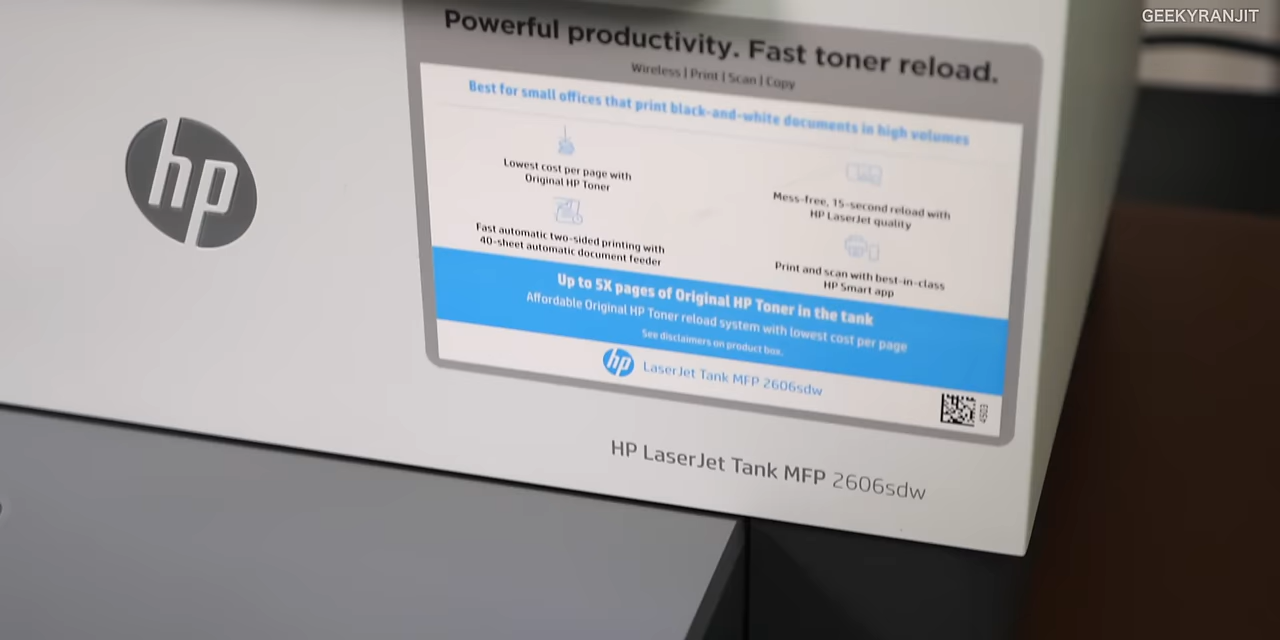 GEEKYRANJIT
Powerful productivity. Fast toner reload.
Wireless | Print | Scan | Copy
Best for small offices that print black-and-white documents in high volumes
Lowest cost per page with
Original HP Toner
Mess-free, 15-second reload with
HP LaserJet quality
Fast automatic two-sided printing with
40-sheet automatic document feeder
Print and scan with best-in-class
HP Smart app
Up to 5X pages of Original HP Toner in the tank
Affordable Original HP Toner reload system with lowest cost per page
See disclaimers on product box.
hp LaserJet Tank MFP 2606sdw
4S03
hp
HP LaserJet Tank MFP 2606sdw